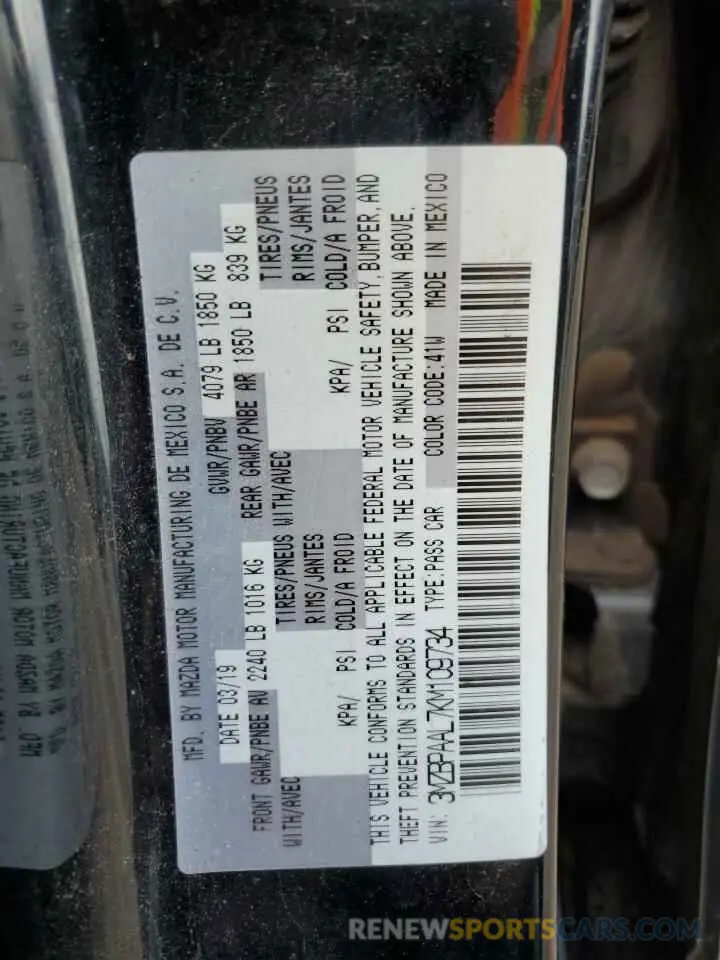 MFD. BY MAZDA MOTOR MANUFACTURING DE MEXICO S.A. DE C.V.
DATE 03/19 GVWR/PNBV 4079 LB 1850 KG
FRONT GAWR/PNBE AV 2240 LB 1016 KG REAR GAWR/PNBE AR 1850 LB 839 KG
WITH/AVEC TIRES/PNEUS WITH/AVEC TIRES/PNEUS
RIMS/JANTES RIMS/JANTES
KPA/ PSI COLD/A FROID KPA/ PSI COLD/A FROID
THIS VEHICLE CONFORMS TO ALL APPLICABLE FEDERAL MOTOR VEHICLE SAFETY, BUMPER, AND
THEFT PREVENTION STANDARDS IN EFFECT ON THE DATE OF MANUFACTURE SHOWN ABOVE.
VIN: 3MZBPAAL7KM109734 TYPE:PASS CAR COLOR CODE:41W MADE IN MEXICO
RENEWSPORTSCARS.COM